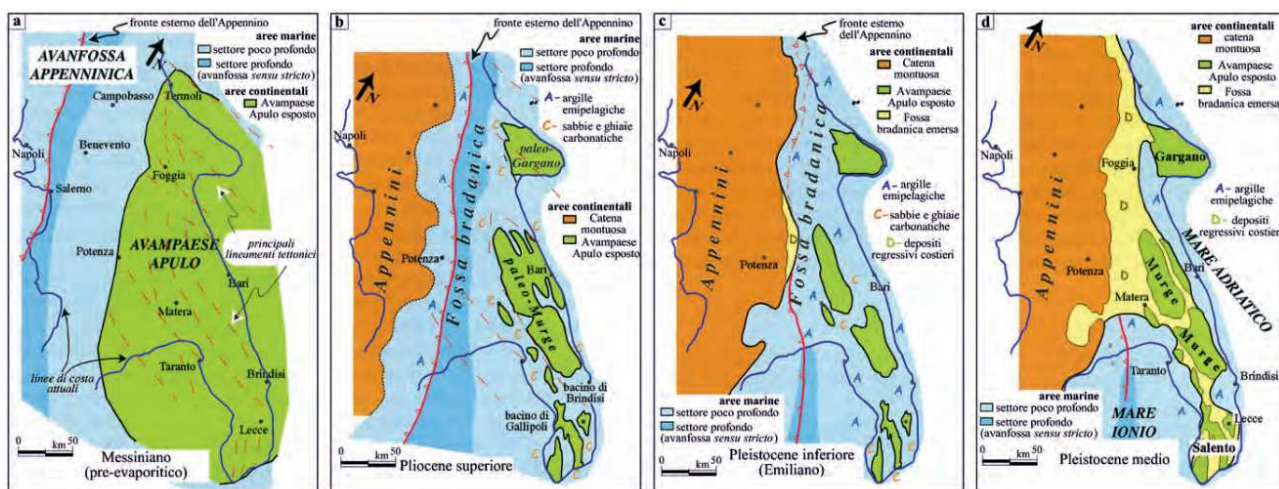 a
fronte esterno dell'Appennino
aree marine
settore poco profondo
settore profondo
(avanfossa sensu stricto)
aree continentali
Avampaese
Apulo esposto
AVANFOSSA
APPENNINICA
N
Campobasso
Termoli
Napoli
Benevento
Foggia
Salerno
Potenza
AVAMPAESE
APULO
principali
lineamenti tettonici
Bari
Matera
linee di costa
attuali
Taranto
Brindisi
Lecce
0 km 50
Messiniano
(pre-evaporitico)
b
fronte esterno dell'Appennino
aree marine
settore poco profondo
settore profondo
(avanfossa sensu stricto)
A- argille
emipelagiche
C- sabbie e ghiaie
carbonatiche
N
A
C
paleo-
Gargano
Appennini
Fossa bradanica
aree continentali
Catena
montuosa
Avampaese
Apulo esposto
Potenza
Bari
paleo-Murge
bacino di
Brindisi
bacino di
Gallipoli
0 km 50
Pliocene superiore
c
fronte esterno
dell'Appennino
aree continentali
Catena
montuosa
Avampaese
Apulo esposto
Fossa
bradanica emersa
N
Napoli
A- argille
emipelagiche
C- sabbie e ghiaie
carbonatiche
D- depositi
regressivi costieri
Appennini
Fossa bradanica
Potenza
D
Bari
aree marine
settore poco profondo
settore profondo
(avanfossa sensu stricto)
0 km 50
Pleistocene inferiore
(Emiliano)
d
aree continentali
catena
montuosa
Avampaese
Apulo esposto
Fossa
bradanica emersa
N
Napoli
D
Foggia
Gargano
A- argille
emipelagiche
D- depositi
regressivi costieri
Appennini
Potenza
Matera
Murge
Bari
MARE ADRIATICO
Murge
Taranto
Brindisi
aree marine
settore poco profondo
settore profondo
(avanfossa sensu stricto)
MARE
IONIO
Lecce
Salento
0 km 50
Pleistocene medio